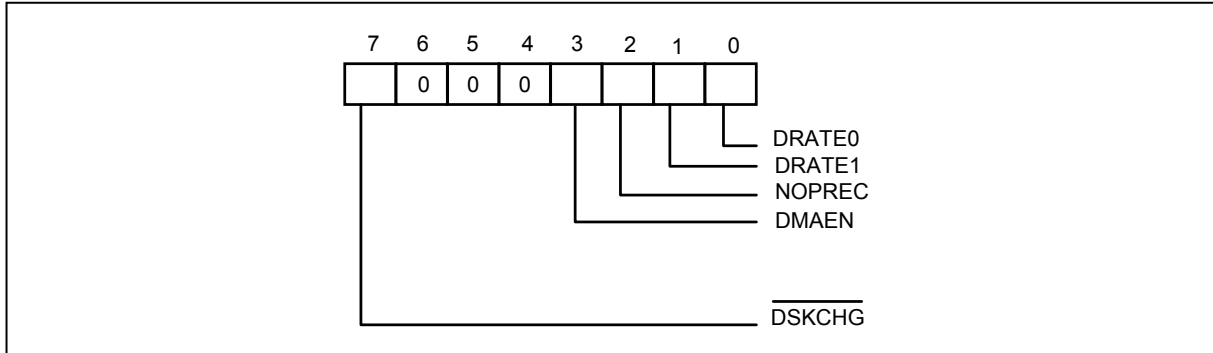 7 6 5 4 3 2 1 0
0 0 0
DRATE0
DRATE1
NOPREC
DMAEN
DSKCHG